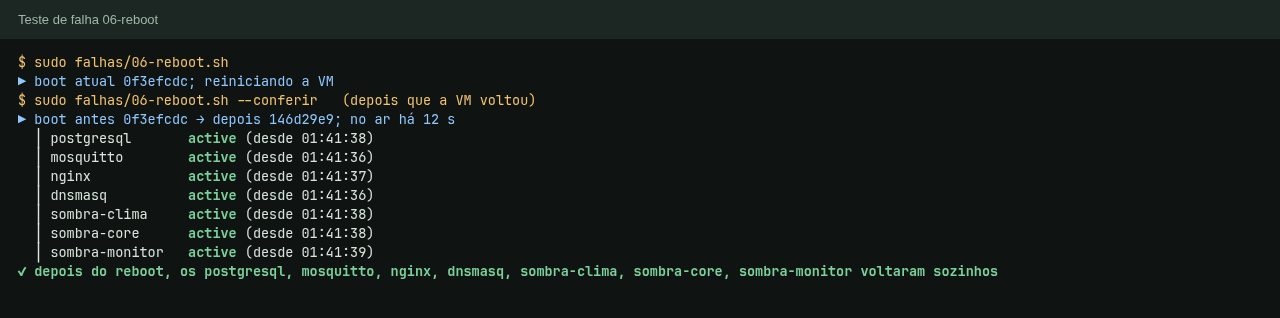 Teste de falha 06-reboot
$ sudo falhas/06-reboot.sh
▶ boot atual 0f3efcdc; reiniciando a VM
$ sudo falhas/06-reboot.sh --conferir   (depois que a VM voltou)
▶ boot antes 0f3efcdc → depois 146d29e9; no ar há 12 s
│ postgresql       active (desde 01:41:38)
│ mosquitto        active (desde 01:41:36)
│ nginx            active (desde 01:41:37)
│ dnsmasq          active (desde 01:41:36)
│ sombra-clima     active (desde 01:41:38)
│ sombra-core      active (desde 01:41:38)
│ sombra-monitor   active (desde 01:41:39)
✓ depois do reboot, os postgresql, mosquitto, nginx, dnsmasq, sombra-clima, sombra-core, sombra-monitor voltaram sozinhos